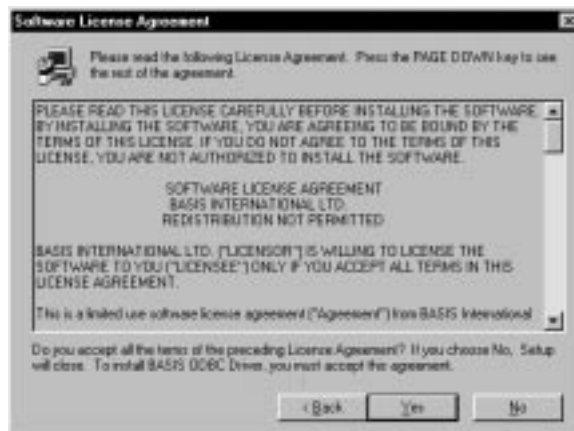 Software License Agreement
Please read the following License Agreement. Press the PAGE DOWN key to see
the rest of the agreement.
PLEASE READ THIS LICENSE CAREFULLY BEFORE INSTALLING THE SOFTWARE.
BY INSTALLING THE SOFTWARE, YOU ARE AGREEING TO BE BOUND BY THE
TERMS OF THIS LICENSE. IF YOU DO NOT AGREE TO THE TERMS OF THIS
LICENSE, YOU ARE NOT AUTHORIZED TO INSTALL THE SOFTWARE.
SOFTWARE LICENSE AGREEMENT
BASIS INTERNATIONAL LTD.
REDISTRIBUTION NOT PERMITTED
BASIS INTERNATIONAL LTD. ("LICENSOR") IS WILLING TO LICENSE THE
SOFTWARE TO YOU ("LICENSEE") ONLY IF YOU ACCEPT ALL TERMS IN THIS
LICENSE AGREEMENT.
This is a limited use software license agreement ("Agreement") from BASIS International
Do you accept all the terms of the preceding License Agreement? If you choose No, Setup
will close. To install BASIS ODBC Driver, you must accept this agreement.
< Back
Yes
No